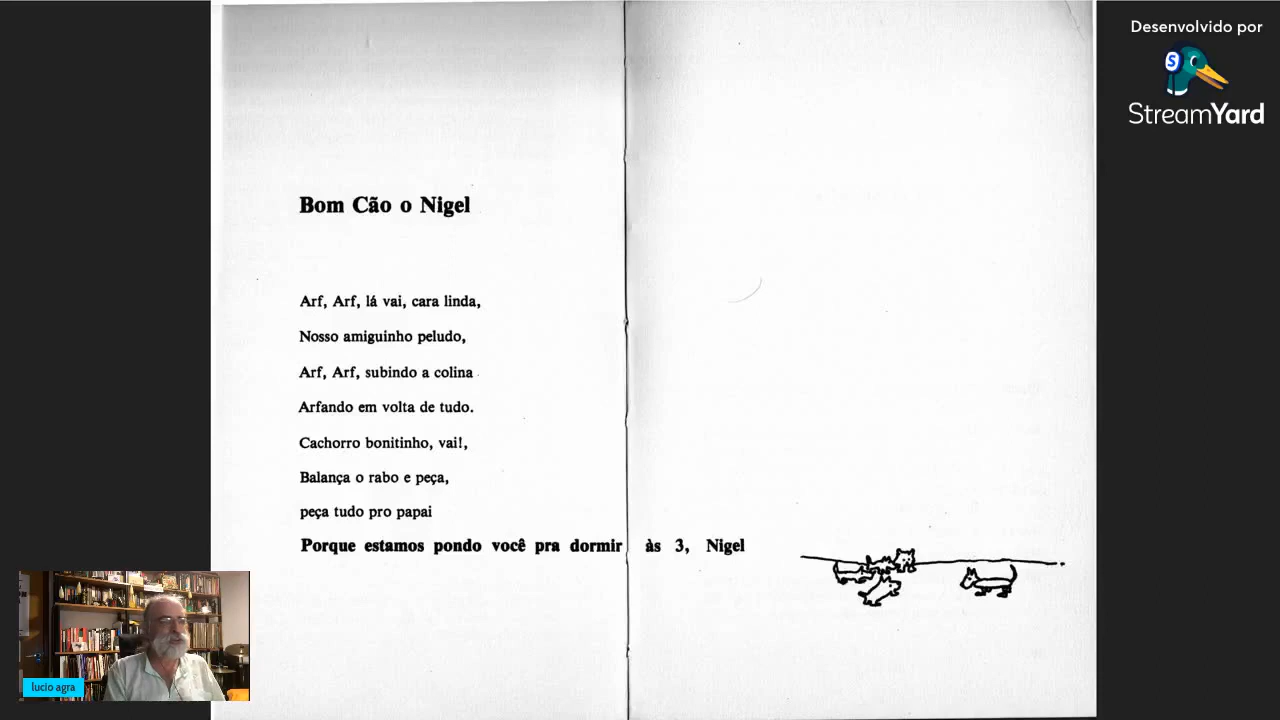 Desenvolvido por
S
StreamYard
Bom Cão o Nigel
Arf, Arf, lá vai, cara linda,
Nosso amiguinho peludo,
Arf, Arf, subindo a colina
Arfando em volta de tudo.
Cachorro bonitinho, vai!,
Balança o rabo e peça,
peça tudo pro papai
Porque estamos pondo você pra dormir às 3, Nigel
lucio agra